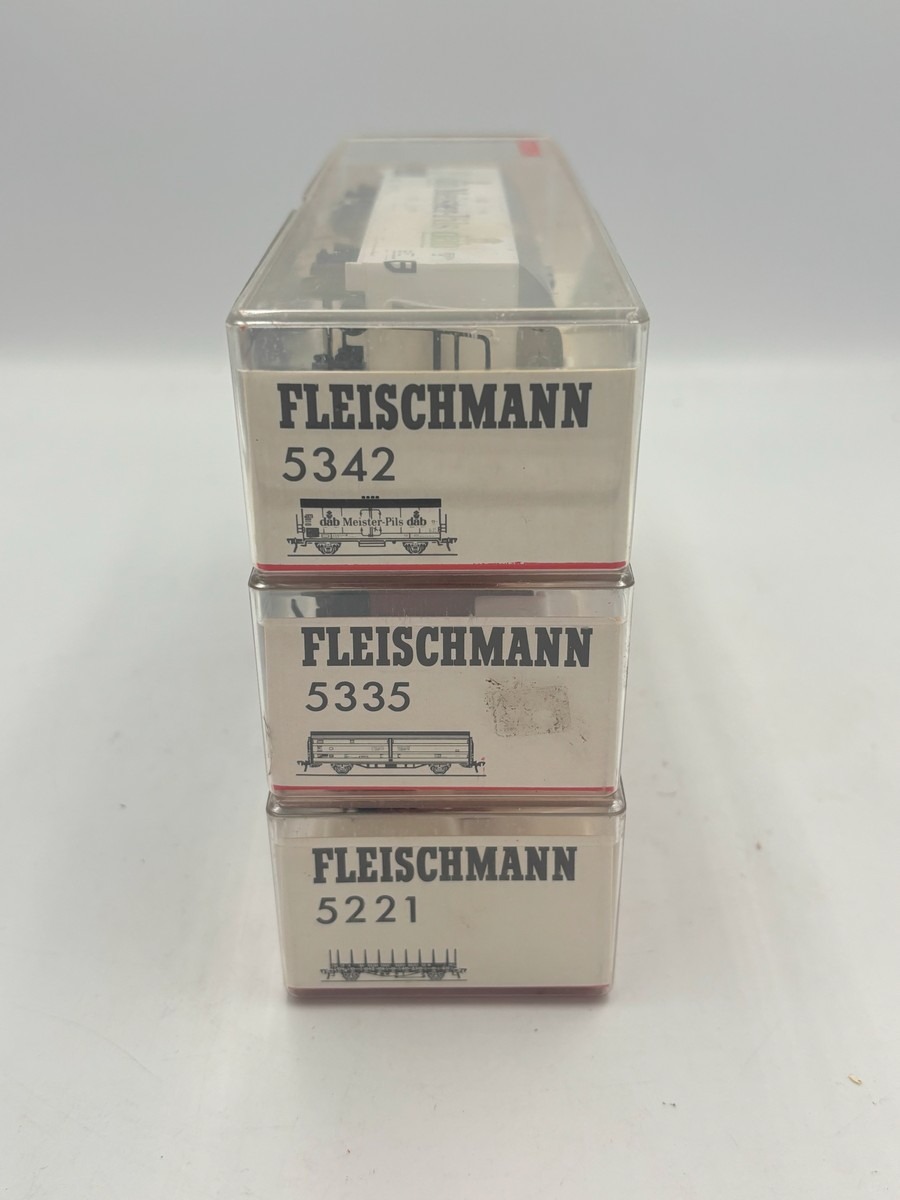 FLEISCHMANN
5342
dab Meister-Pils dab
FLEISCHMANN
5335
FLEISCHMANN
5221